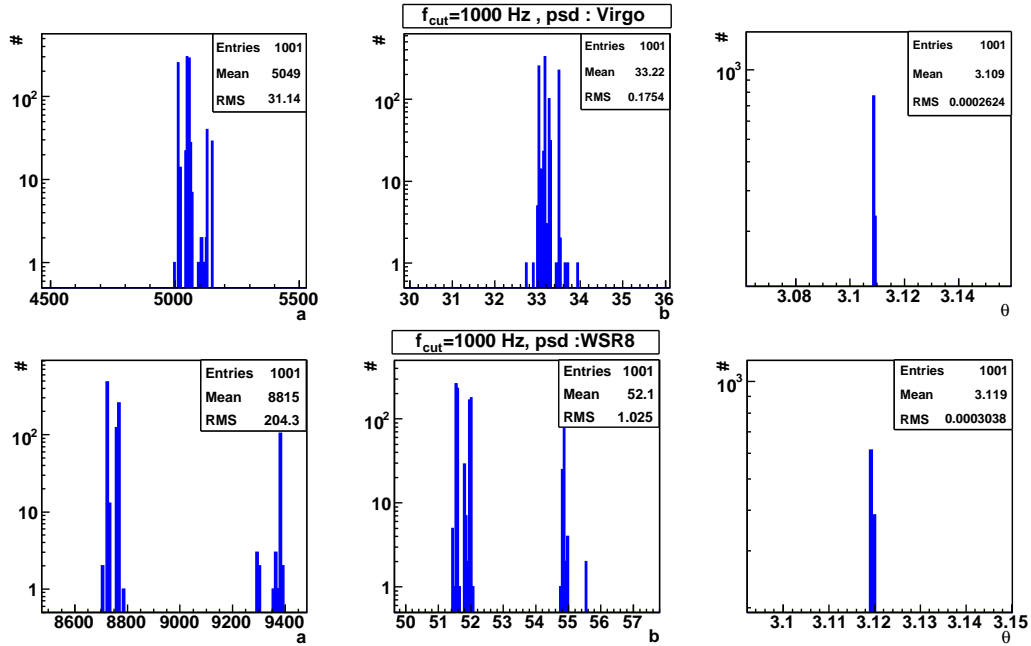 f_cut=1000 Hz , psd : Virgo
#
Entries 1001
Mean 5049
RMS 31.14
10^2
10
1
4500 5000 5500
a
#
Entries 1001
Mean 33.22
RMS 0.1754
10^2
10
1
30 31 32 33 34 35 36
b
#
Entries 1001
Mean 3.109
RMS 0.0002624
10^3
3.08 3.1 3.12 3.14
θ
f_cut=1000 Hz, psd :WSR8
#
Entries 1001
Mean 8815
RMS 204.3
10^2
10
1
8600 8800 9000 9200 9400
a
#
Entries 1001
Mean 52.1
RMS 1.025
10^2
10
1
50 51 52 53 54 55 56 57
b
#
Entries 1001
Mean 3.119
RMS 0.0003038
10^3
3.1 3.11 3.12 3.13 3.14 3.15
θ